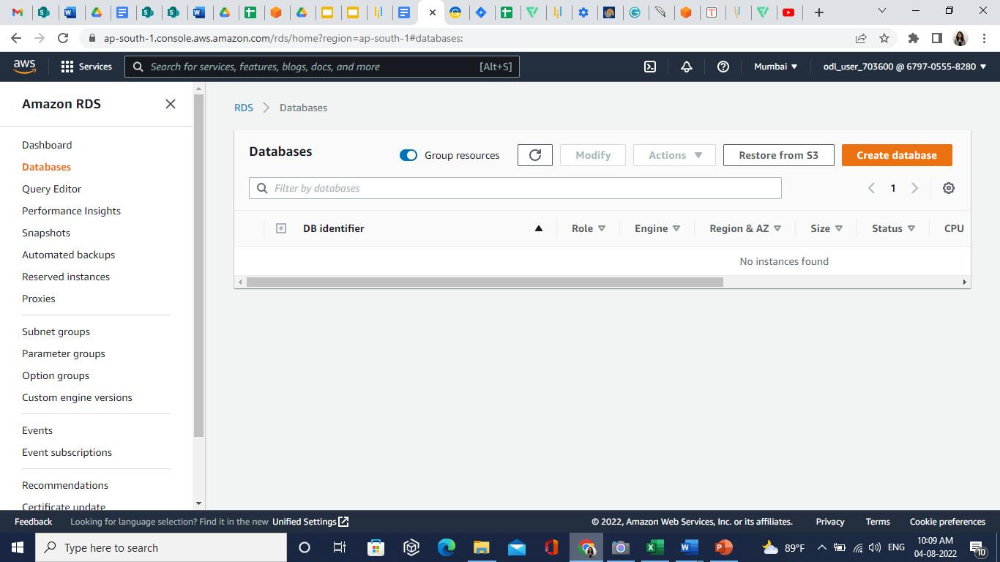 ap-south-1.console.aws.amazon.com/rds/home?region=ap-south-1#databases:
aws
Services
Search for services, features, blogs, docs, and more
[Alt+S]
Mumbai
odl_user_703600 @ 6797-0555-8280
Amazon RDS
Dashboard
Databases
Query Editor
Performance Insights
Snapshots
Automated backups
Reserved instances
Proxies
Subnet groups
Parameter groups
Option groups
Custom engine versions
Events
Event subscriptions
Recommendations
Certificate update
RDS
Databases
Databases
Group resources
Modify
Actions
Restore from S3
Create database
Filter by databases
1
DB identifier
Role
Engine
Region & AZ
Size
Status
CPU
No instances found
Feedback
Looking for language selection? Find it in the new Unified Settings
© 2022, Amazon Web Services, Inc. or its affiliates.
Privacy
Terms
Cookie preferences
Type here to search
89°F
ENG
10:09 AM
04-08-2022
10